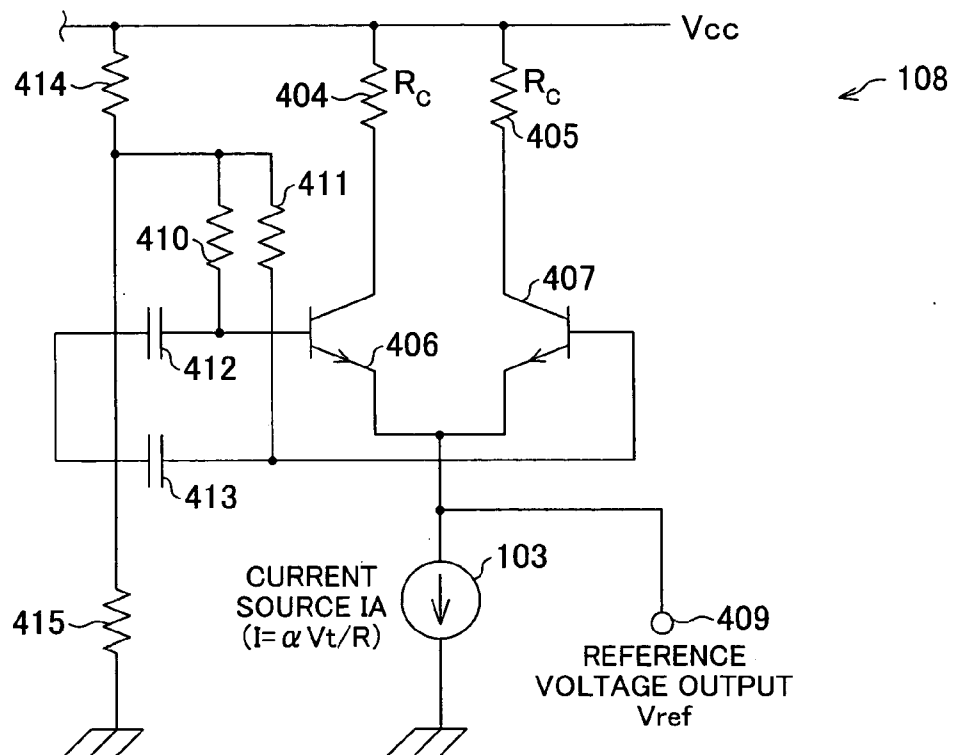 Vcc
414
404
Rc
Rc
405
108
411
410
407
412
406
413
103
CURRENT
SOURCE IA
(I=αVt/R)
415
409
REFERENCE
VOLTAGE OUTPUT
Vref